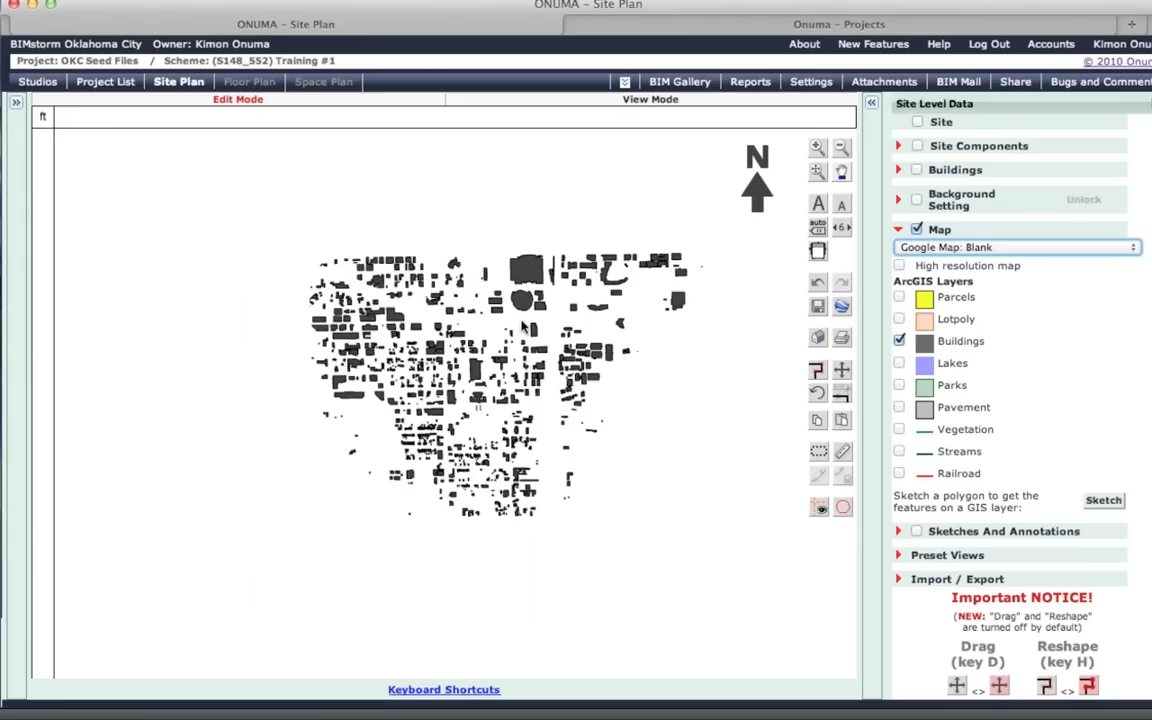 ONUMA – Site Plan
ONUMA – Site Plan
Onuma – Projects
BIMstorm Oklahoma City Owner: Kimon Onuma
About New Features Help Log Out Accounts Kimon Onu
Project: OKC Seed Files / Scheme: (S148_552) Training #1
© 2010 Onu
Studios Project List Site Plan Floor Plan Space Plan
BIM Gallery Reports Settings Attachments BIM Mail Share Bugs and Commen
Edit Mode View Mode
ft
N
A A
auto 6
Site Level Data
Site
Site Components
Buildings
Background
Setting
Unlock
Map
Google Map: Blank
High resolution map
ArcGIS Layers
Parcels
Lotpoly
Buildings
Lakes
Parks
Pavement
Vegetation
Streams
Railroad
Sketch a polygon to get the
features on a GIS layer:
Sketch
Sketches And Annotations
Preset Views
Import / Export
Important NOTICE!
(NEW: "Drag" and "Reshape"
are turned off by default)
Drag Reshape
(key D) (key H)
<> <>
Keyboard Shortcuts